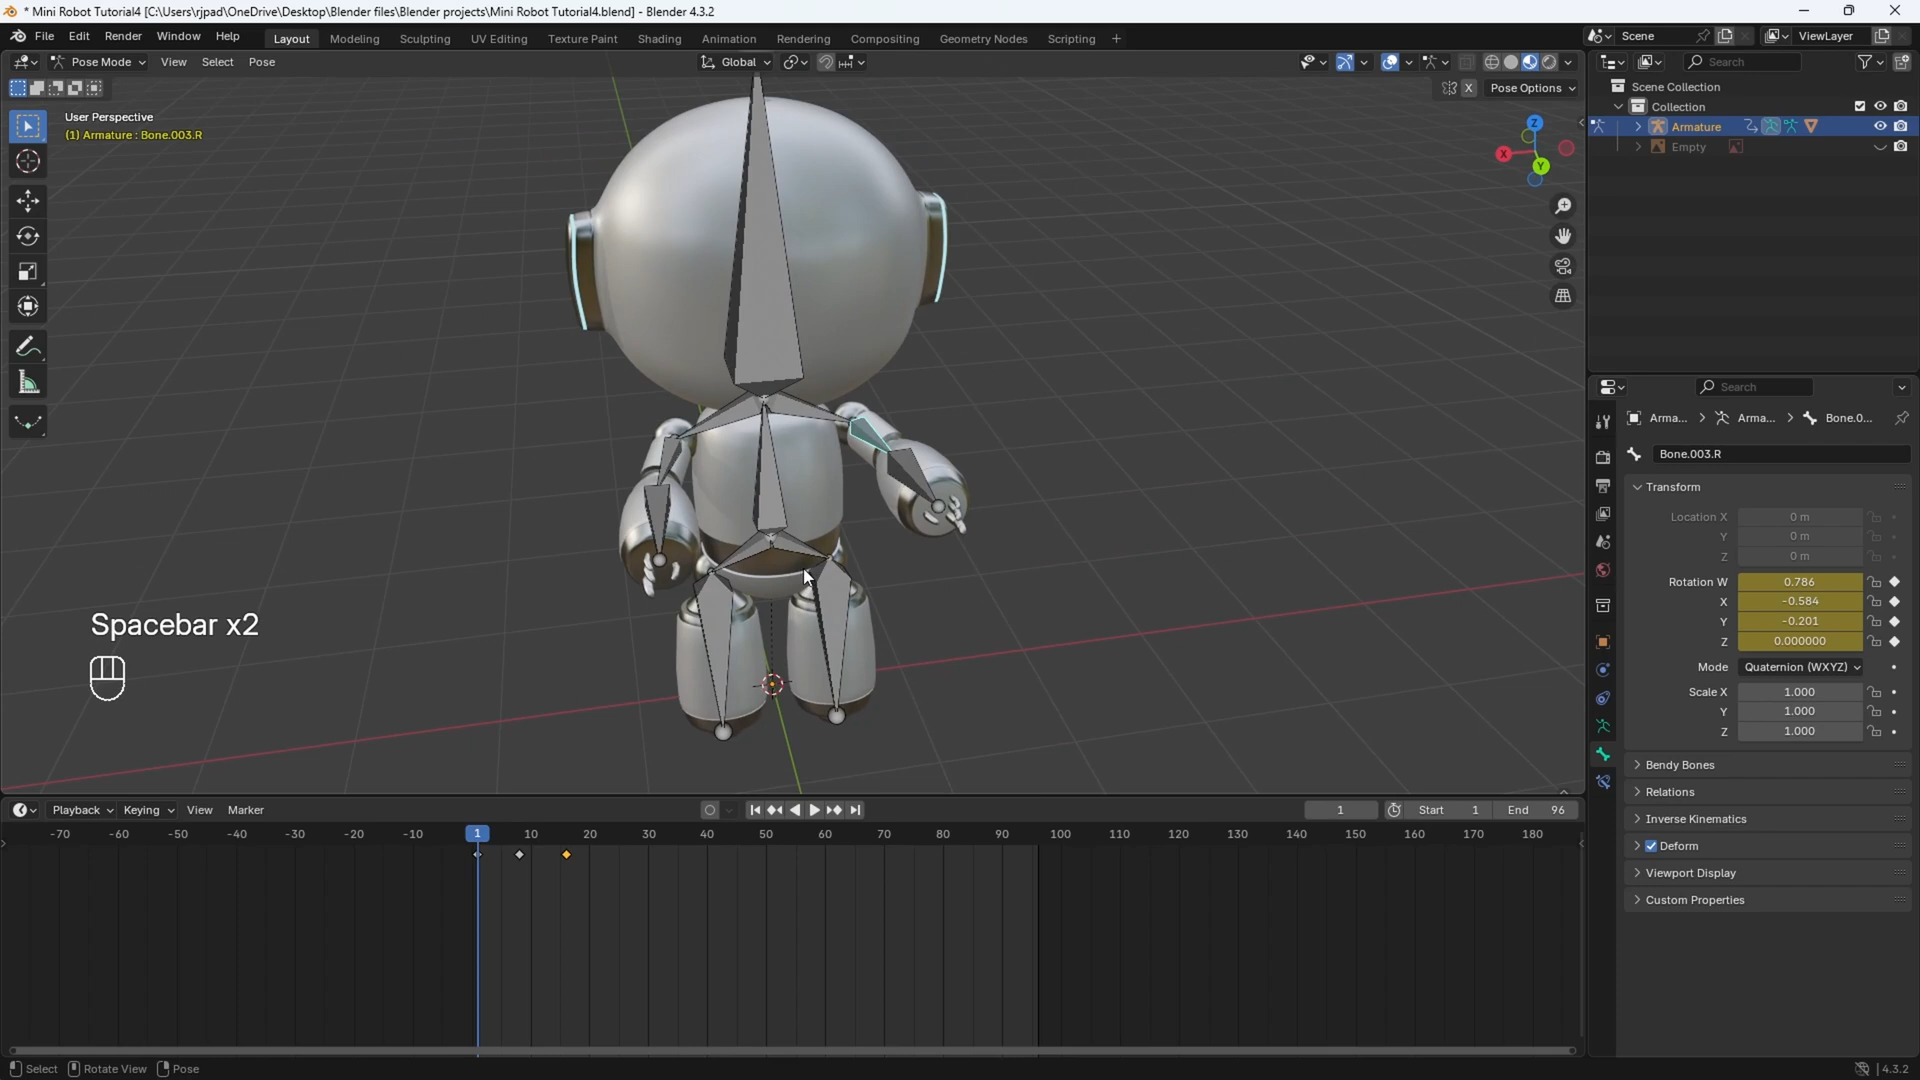 * Mini Robot Tutorial4 [C:\Users\rjpad\OneDrive\Desktop\Blender files\Blender projects\Mini Robot Tutorial4.blend] - Blender 4.3.2
File Edit Render Window Help Layout Modeling Sculpting UV Editing Texture Paint Shading Animation Rendering Compositing Geometry Nodes Scripting + Scene ViewLayer
Pose Mode View Select Pose Global Search
X Pose Options
Scene Collection
Collection
Armature
Empty
User Perspective
(1) Armature : Bone.003.R
Z
X
Y
Search
Arma... Arma... Bone.0...
Bone.003.R
Transform
Location X 0 m
Y 0 m
Z 0 m
Rotation W 0.786
X -0.584
Y -0.201
Z 0.000000
Mode Quaternion (WXYZ)
Scale X 1.000
Y 1.000
Z 1.000
Bendy Bones
Relations
Inverse Kinematics
Deform
Viewport Display
Custom Properties
Spacebar x2
Playback Keying View Marker 1 Start 1 End 96
-70 -60 -50 -40 -30 -20 -10 1 10 20 30 40 50 60 70 80 90 100 110 120 130 140 150 160 170 180
Select Rotate View Pose 4.3.2